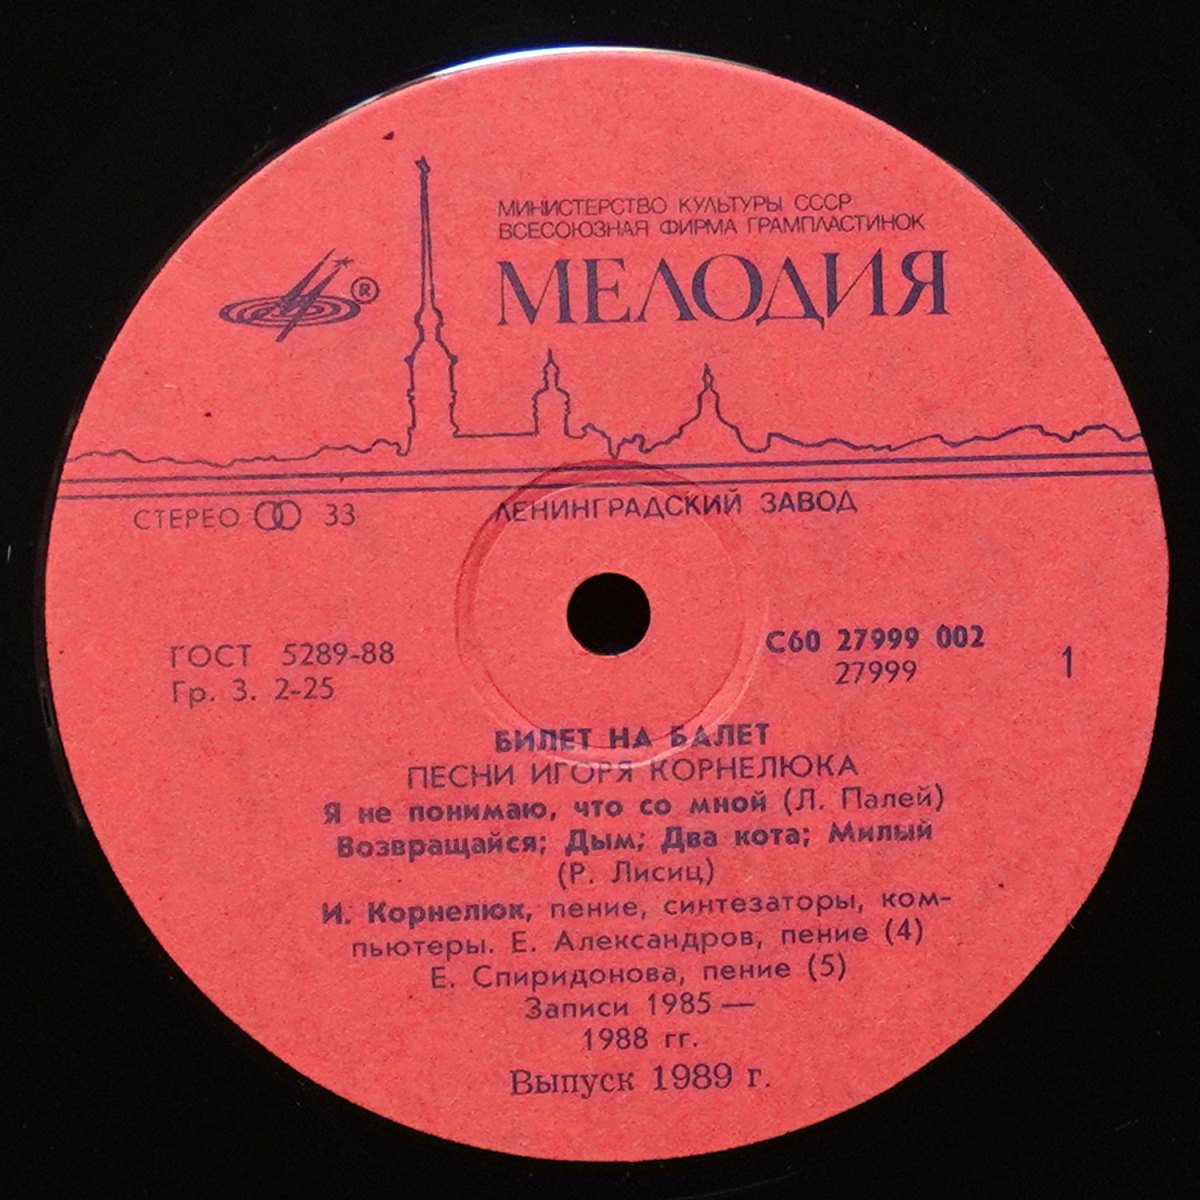 МИНИСТЕРСТВО КУЛЬТУРЫ СССР
ВСЕСОЮЗНАЯ ФИРМА ГРАМПЛАСТИНОК
МЕЛОДИЯ
®
СТЕРЕО 33
ЛЕНИНГРАДСКИЙ ЗАВОД
ГОСТ 5289-88
Гр. 3. 2-25
С60 27999 002
27999
1
БИЛЕТ НА БАЛЕТ
ПЕСНИ ИГОРЯ КОРНЕЛЮКА
Я не понимаю, что со мной (Л. Палей)
Возвращайся; Дым; Два кота; Милый
(Р. Лисиц)
И. Корнелюк, пение, синтезаторы, ком-
пьютеры. Е. Александров, пение (4)
Е. Спиридонова, пение (5)
Записи 1985 —
1988 гг.
Выпуск 1989 г.